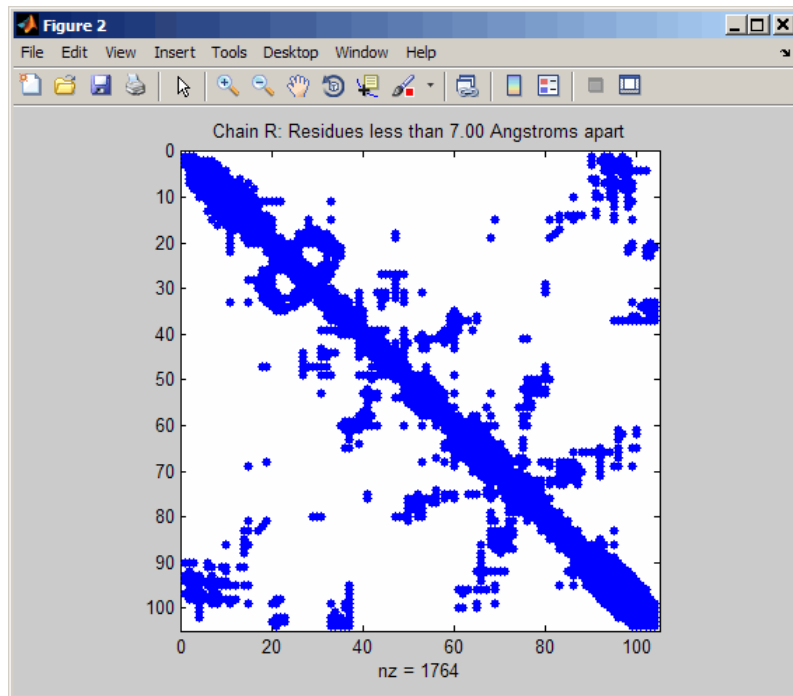 Figure 2
File Edit View Insert Tools Desktop Window Help
Chain R: Residues less than 7.00 Angstroms apart
0
10
20
30
40
50
60
70
80
90
100
0 20 40 60 80 100
nz = 1764